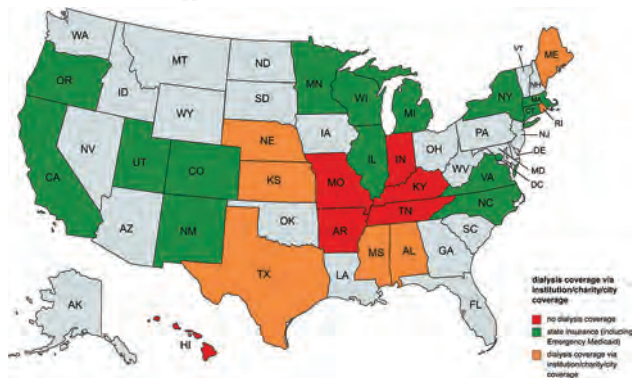 WA
MT
ND
MN
VT
ME
OR
ID
SD
WI
MI
NY
NH
MA
CT
RI
WY
NE
IA
PA
NJ
NV
UT
CO
KS
MO
IL
IN
OH
WV
VA
DE
MD
DC
CA
KY
NC
AZ
NM
OK
AR
TN
SC
TX
LA
MS
AL
GA
FL
AK
HI
dialysis coverage via
institution/charity/city
coverage
no dialysis coverage
state insurance (including
Emergency Medicaid)
dialysis coverage via
institution/charity/city
coverage